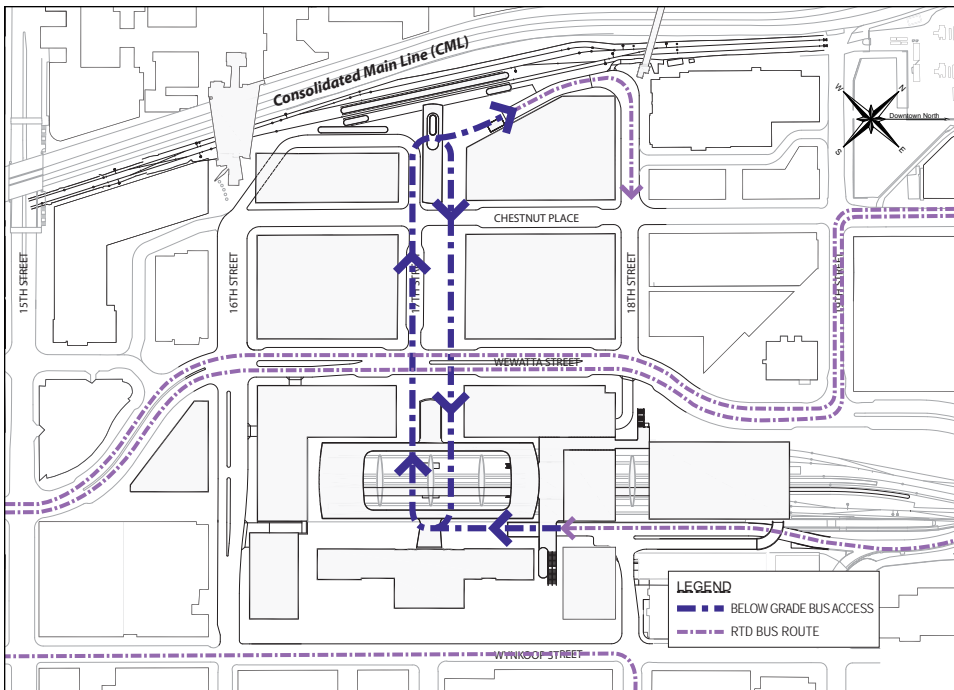 Consolidated Main Line (CML)
W
N
Downtown North
S
E
CHESTNUT PLACE
15TH STREET
16TH STREET
17TH STREET
18TH STREET
19TH STREET
WEWATTA STREET
LEGEND
BELOW GRADE BUS ACCESS
RTD BUS ROUTE
WYNKOOP STREET